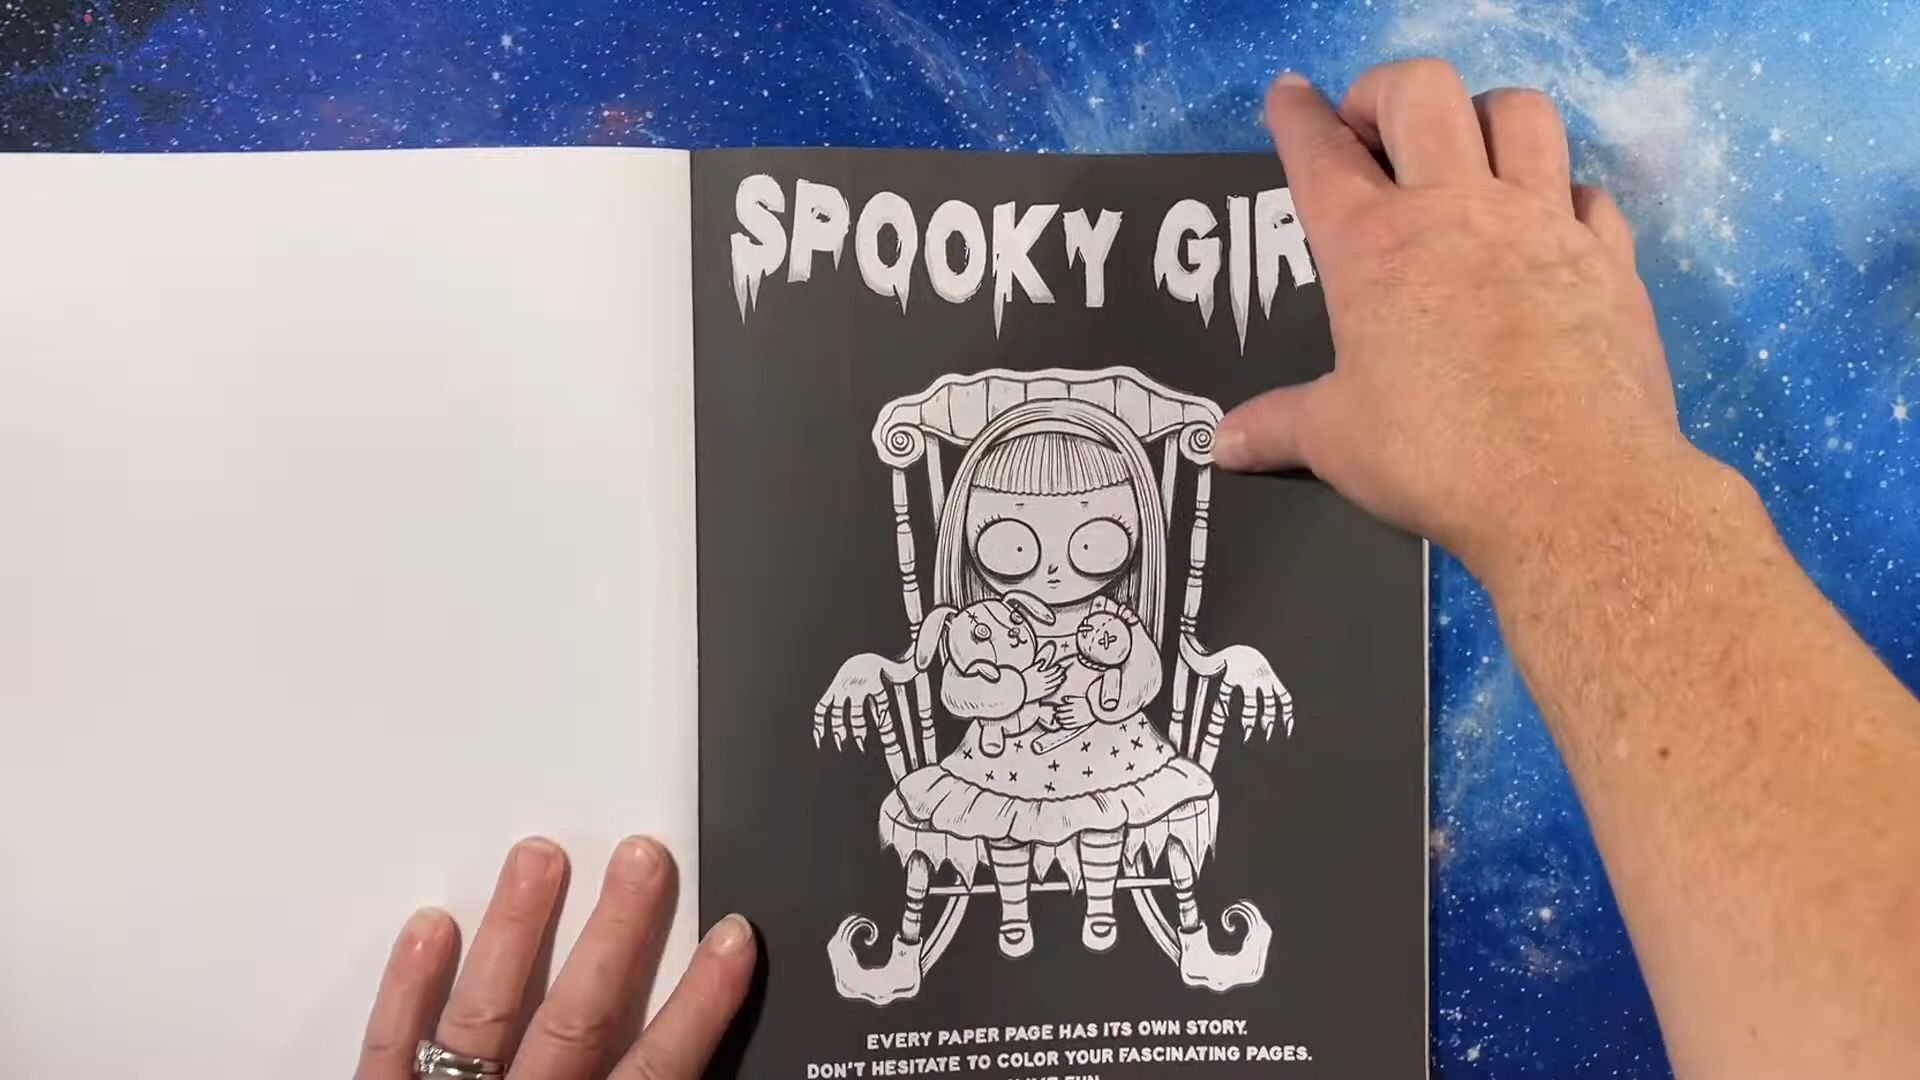 SPOOKY GIR
EVERY PAPER PAGE HAS ITS OWN STORY.
DON'T HESITATE TO COLOR YOUR FASCINATING PAGES.